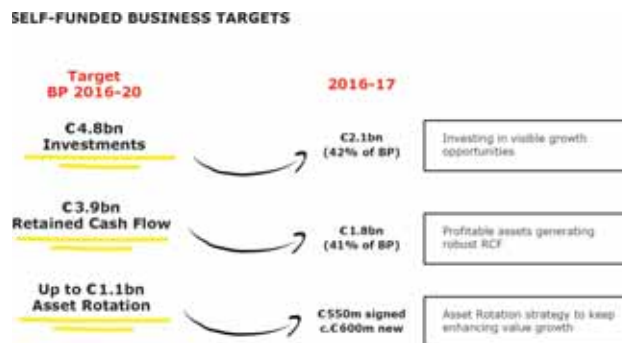 SELF-FUNDED BUSINESS TARGETS
Target
BP 2016-20
2016-17
€4.8bn
Investments
€2.1bn
(42% of BP)
Investing in visible growth
opportunities
€3.9bn
Retained Cash Flow
€1.8bn
(41% of BP)
Profitable assets generating
robust RCF
Up to €1.1bn
Asset Rotation
€550m signed
c.€600m new
Asset Rotation strategy to keep
enhancing value growth